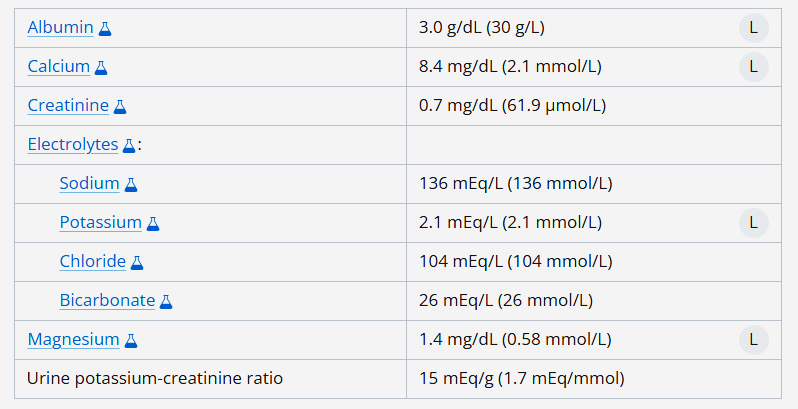 Albumin 3.0 g/dL (30 g/L) L
Calcium 8.4 mg/dL (2.1 mmol/L) L
Creatinine 0.7 mg/dL (61.9 µmol/L)
Electrolytes :
Sodium 136 mEq/L (136 mmol/L)
Potassium 2.1 mEq/L (2.1 mmol/L) L
Chloride 104 mEq/L (104 mmol/L)
Bicarbonate 26 mEq/L (26 mmol/L)
Magnesium 1.4 mg/dL (0.58 mmol/L) L
Urine potassium-creatinine ratio 15 mEq/g (1.7 mEq/mmol)